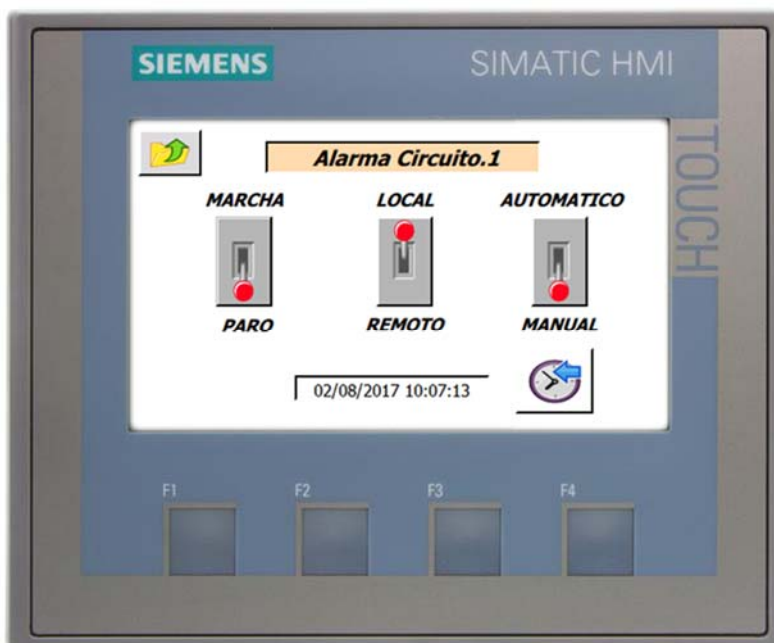 SIEMENS
SIMATIC HMI
TOUCH
Alarma Circuito.1
MARCHA
LOCAL
AUTOMATICO
PARO
REMOTO
MANUAL
02/08/2017 10:07:13
F1
F2
F3
F4